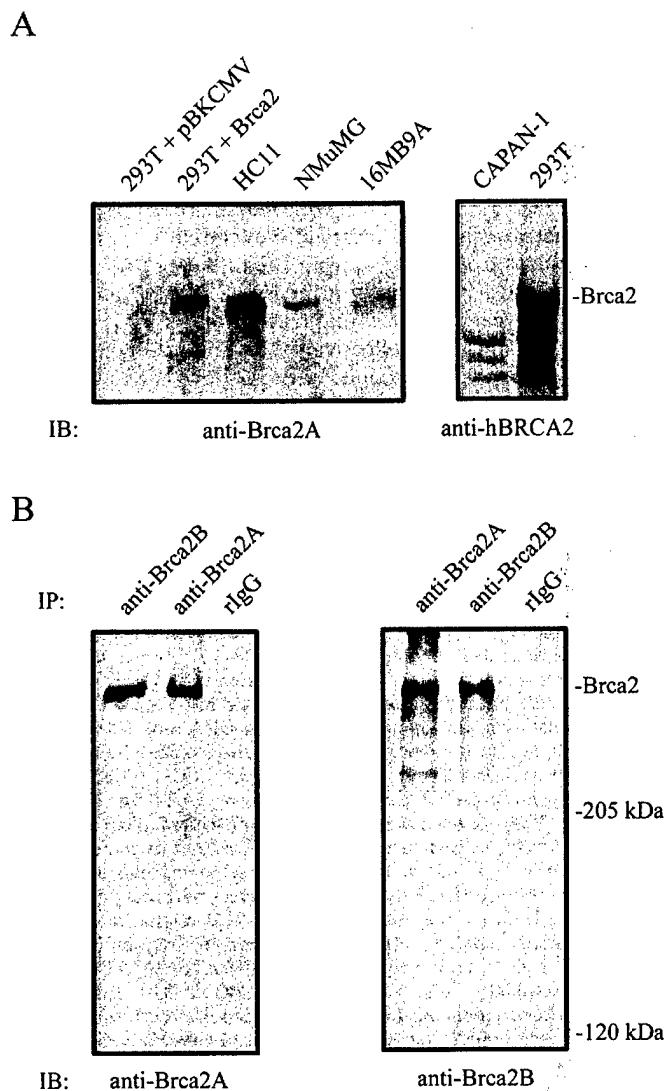 A
293T + pBKCMV
293T + Brca2
HC11
NMuMG
16MB9A
CAPAN-1
293T
-Brca2
IB:
anti-Brca2A
anti-hBRCA2
B
IP:
anti-Brca2B
anti-Brca2A
rIgG
anti-Brca2A
anti-Brca2B
rIgG
-Brca2
-205 kDa
-120 kDa
IB:
anti-Brca2A
anti-Brca2B